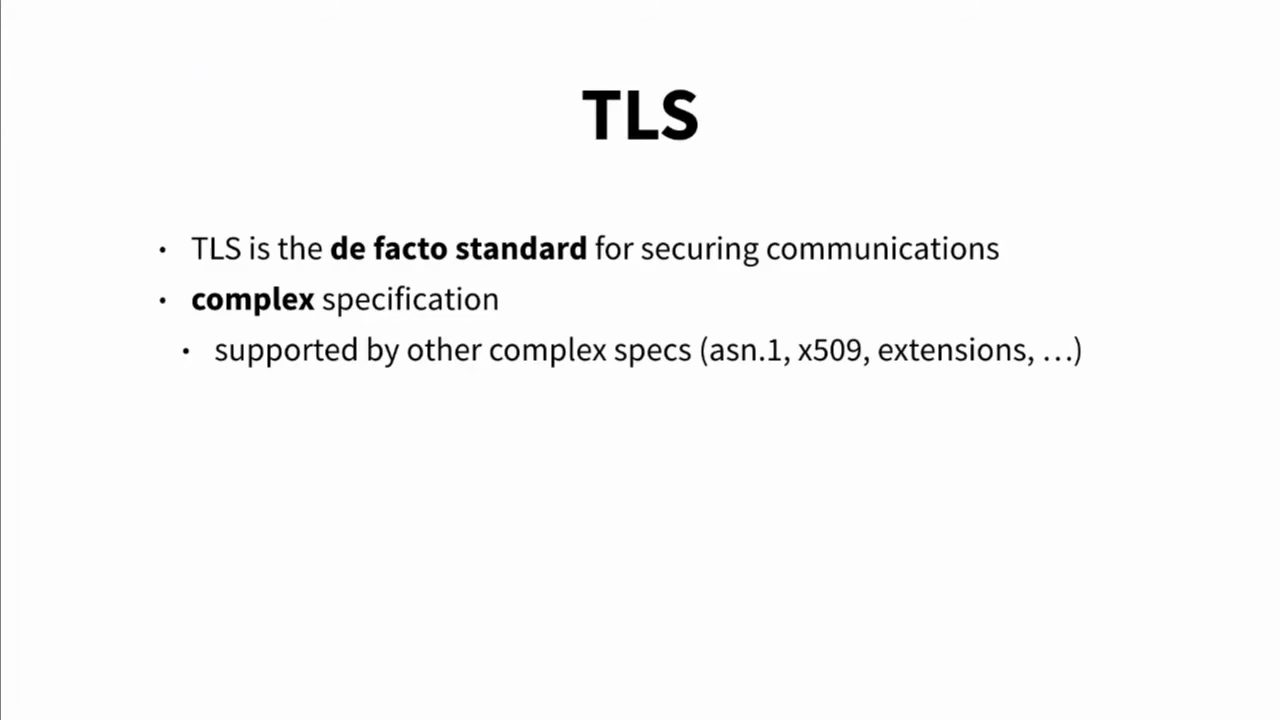 TLS
• TLS is the de facto standard for securing communications
• complex specification
• supported by other complex specs (asn.1, x509, extensions, …)